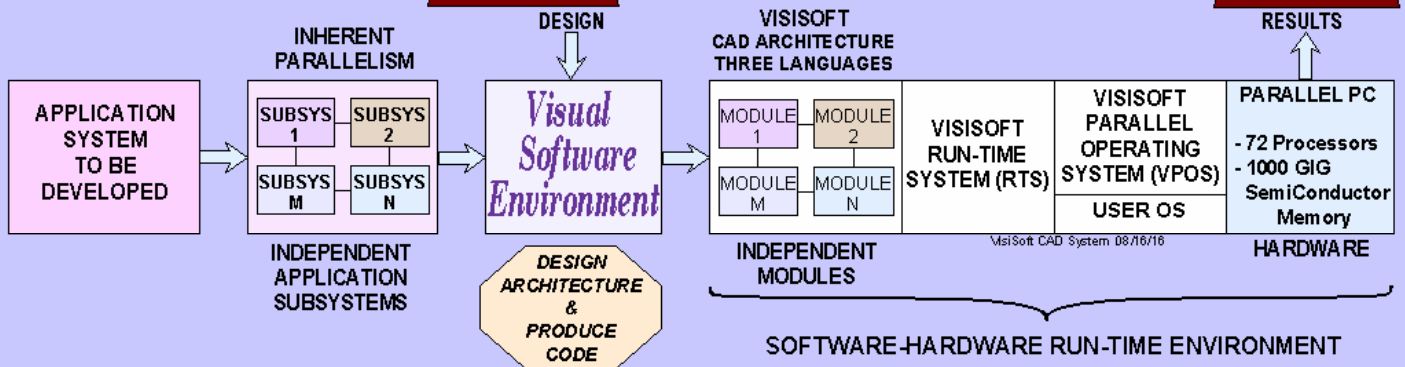 DESIGN
VISISOFT
CAD ARCHITECTURE
THREE LANGUAGES
RESULTS
INHERENT
PARALLELISM
APPLICATION
SYSTEM
TO BE
DEVELOPED
SUBSYS
1
SUBSYS
2
SUBSYS
M
SUBSYS
N
INDEPENDENT
APPLICATION
SUBSYSTEMS
Visual
Software
Environment
DESIGN
ARCHITECTURE
&
PRODUCE
CODE
MODULE
1
MODULE
2
MODULE
M
MODULE
N
INDEPENDENT
MODULES
VISISOFT
RUN-TIME
SYSTEM (RTS)
VISISOFT
PARALLEL
OPERATING
SYSTEM (VPOS)
USER OS
PARALLEL PC
- 72 Processors
- 1000 GIG
SemiConductor
Memory
VisiSoft CAD System 08/16/16
HARDWARE
SOFTWARE-HARDWARE RUN-TIME ENVIRONMENT